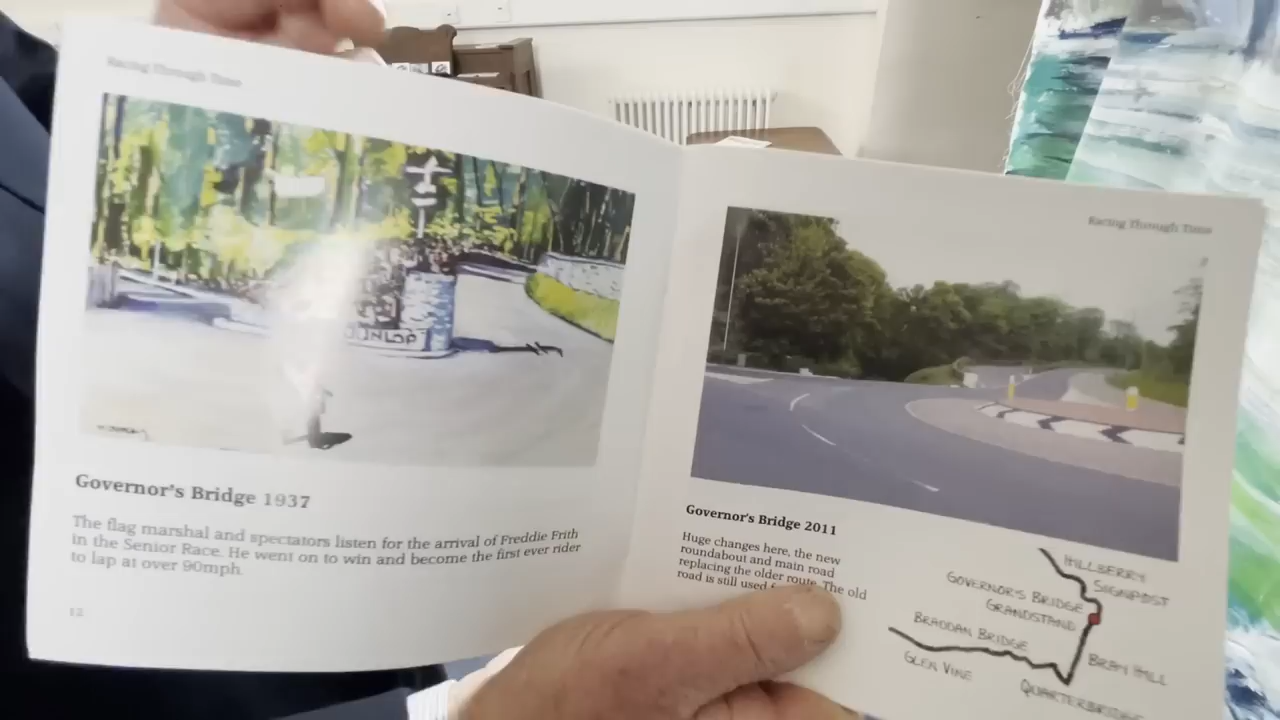 Racing Through Time
DUNLOP
Governor's Bridge 1937
The flag marshal and spectators listen for the arrival of Freddie Frith
in the Senior Race. He went on to win and become the first ever rider
to lap at over 90mph.
12
Racing Through Time
Governor's Bridge 2011
Huge changes here, the new
roundabout and main road
replacing the older route. The old
road is still used
HILLBERRY
SIGNPOST
GOVERNOR'S BRIDGE
GRANDSTAND
BRADDAN BRIDGE
BRAY HILL
GLEN VINE
QUARTERBRIDGE